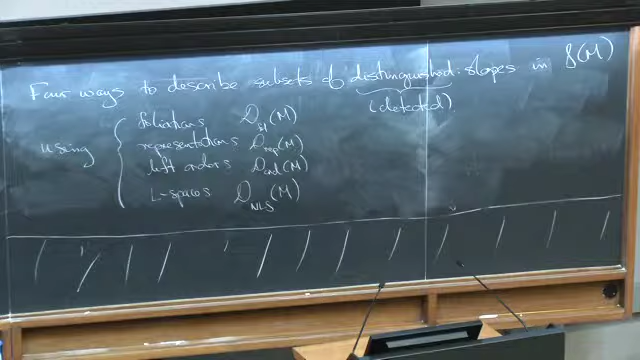 Four ways to describe subsets of distinguished slopes in S(M)
(detected).
using { foliations D_fol(M)
representations D_rep(M)
left orders D_ord(M)
L-spaces D_NLS(M)